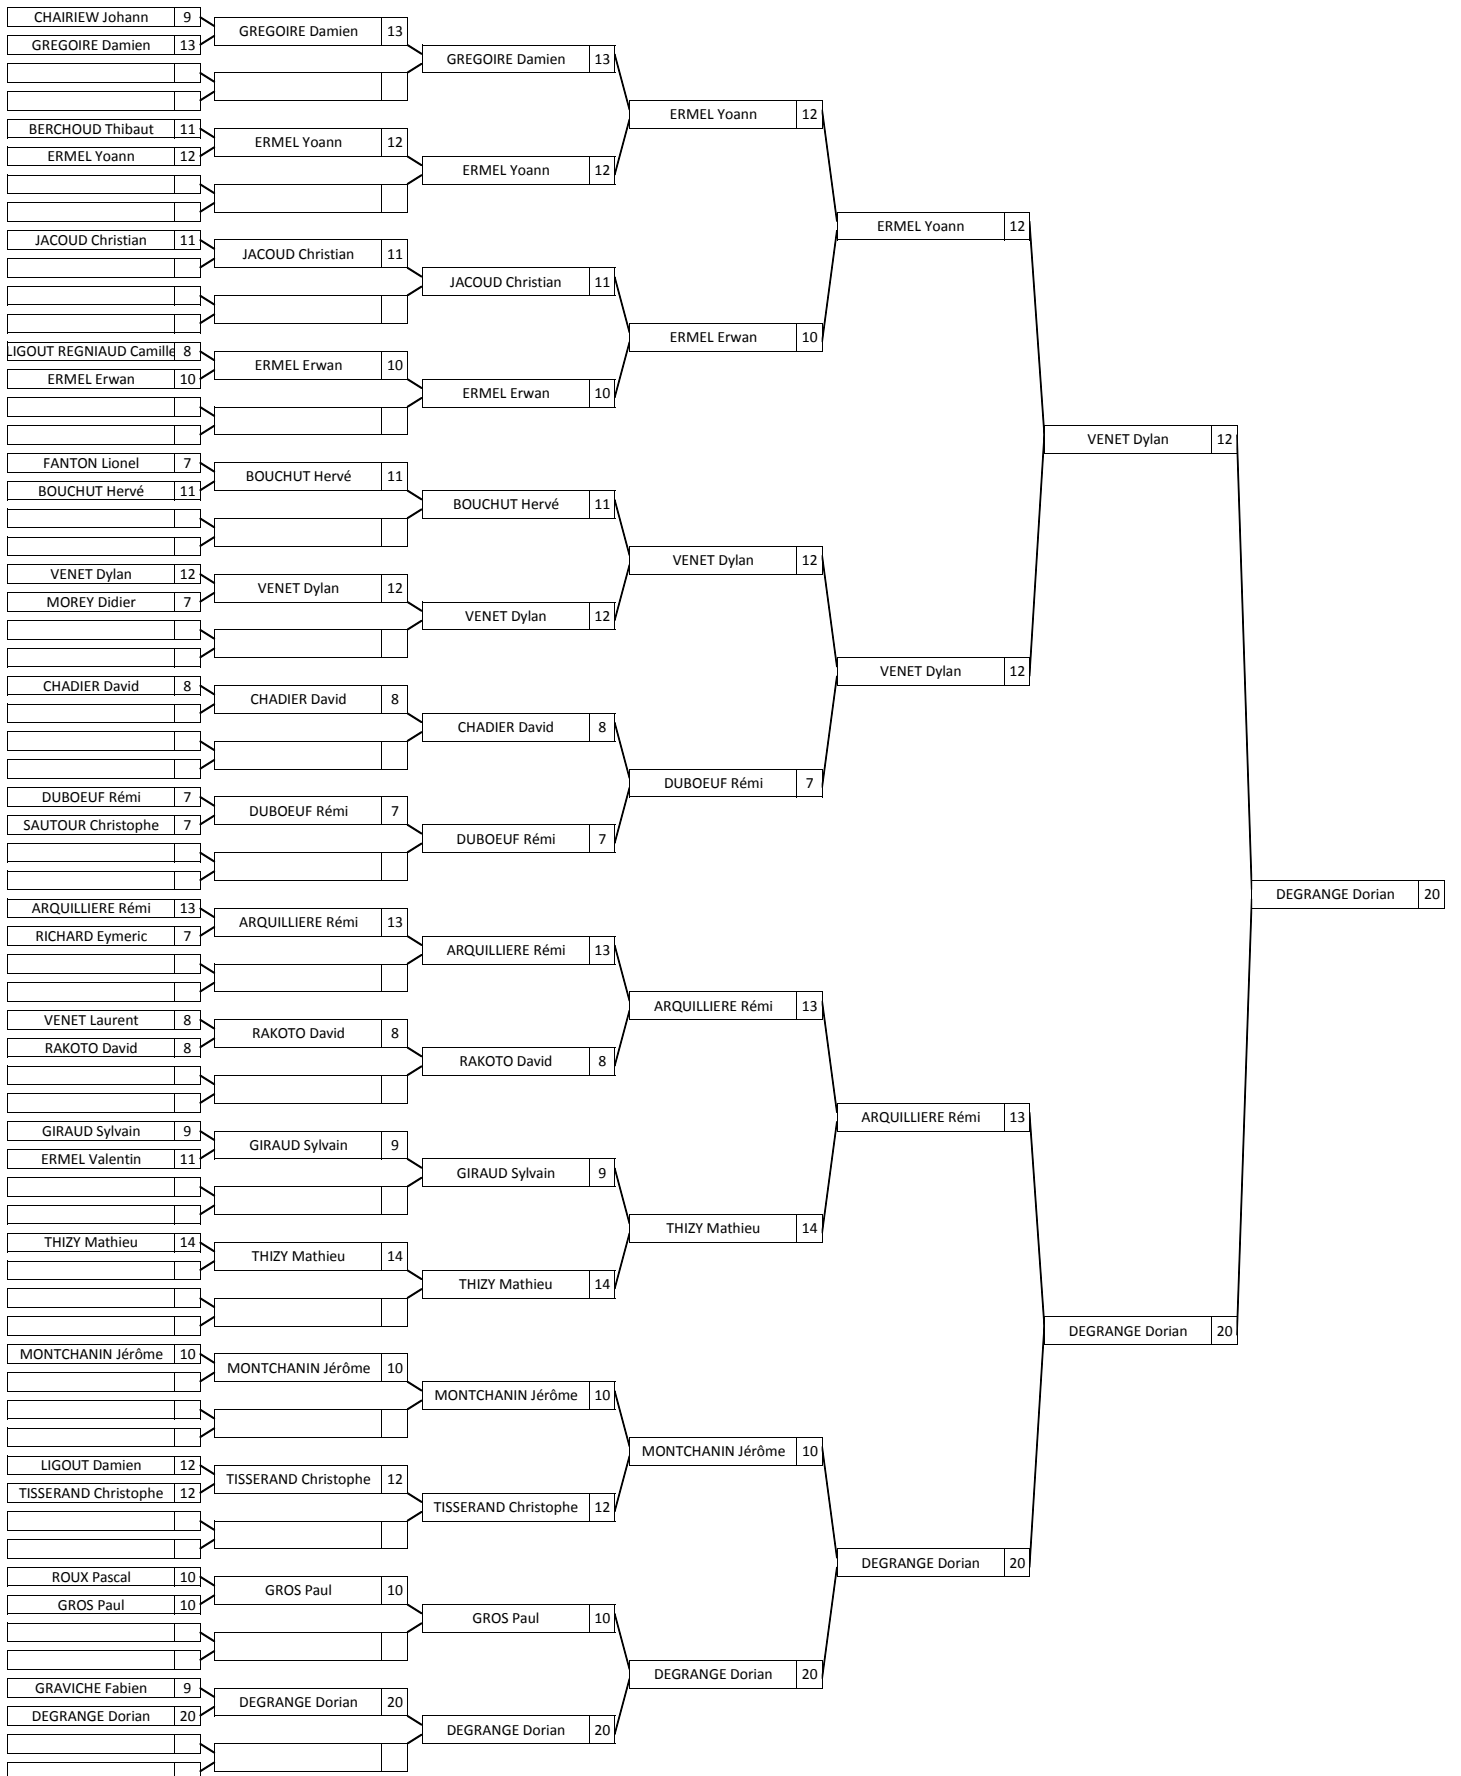 CHAIRIEW Johann 9
GREGOIRE Damien 13
BERCHOUD Thibaut 11
ERMEL Yoann 12
JACOUD Christian 11
LIGOUT REGNIAUD Camille 8
ERMEL Erwan 10
FANTON Lionel 7
BOUCHUT Hervé 11
VENET Dylan 12
MOREY Didier 7
CHADIER David 8
DUBOEUF Rémi 7
SAUTOUR Christophe 7
ARQUILLIERE Rémi 13
RICHARD Eymeric 7
VENET Laurent 8
RAKOTO David 8
GIRAUD Sylvain 9
ERMEL Valentin 11
THIZY Mathieu 14
MONTCHANIN Jérôme 10
LIGOUT Damien 12
TISSERAND Christophe 12
ROUX Pascal 10
GROS Paul 10
GRAVICHE Fabien 9
DEGRANGE Dorian 20
GREGOIRE Damien 13
ERMEL Yoann 12
JACOUD Christian 11
ERMEL Erwan 10
BOUCHUT Hervé 11
VENET Dylan 12
CHADIER David 8
DUBOEUF Rémi 7
ARQUILLIERE Rémi 13
RAKOTO David 8
GIRAUD Sylvain 9
THIZY Mathieu 14
MONTCHANIN Jérôme 10
TISSERAND Christophe 12
GROS Paul 10
DEGRANGE Dorian 20
GREGOIRE Damien 13
ERMEL Yoann 12
JACOUD Christian 11
ERMEL Erwan 10
BOUCHUT Hervé 11
VENET Dylan 12
CHADIER David 8
DUBOEUF Rémi 7
ARQUILLIERE Rémi 13
RAKOTO David 8
GIRAUD Sylvain 9
THIZY Mathieu 14
MONTCHANIN Jérôme 10
TISSERAND Christophe 12
GROS Paul 10
DEGRANGE Dorian 20
ERMEL Yoann 12
ERMEL Erwan 10
VENET Dylan 12
DUBOEUF Rémi 7
ARQUILLIERE Rémi 13
THIZY Mathieu 14
MONTCHANIN Jérôme 10
DEGRANGE Dorian 20
ERMEL Yoann 12
VENET Dylan 12
ARQUILLIERE Rémi 13
DEGRANGE Dorian 20
VENET Dylan 12
DEGRANGE Dorian 20
DEGRANGE Dorian 20